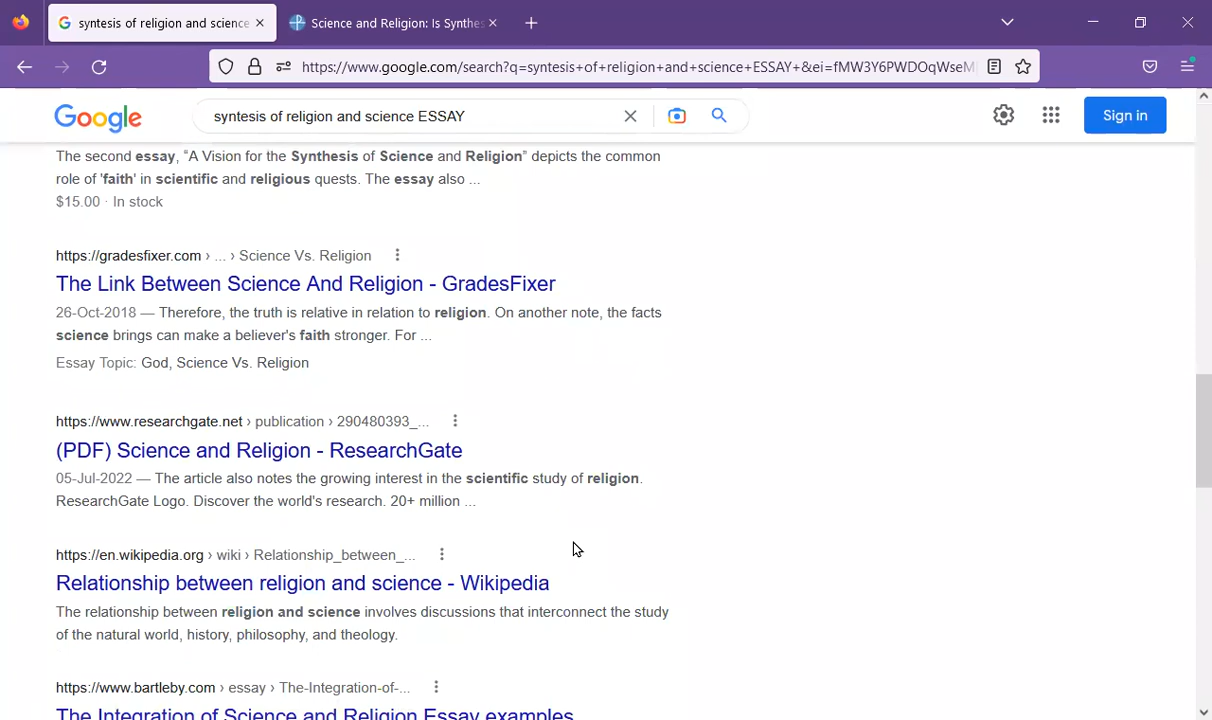 syntesis of religion and science
Science and Religion: Is Synthes
https://www.google.com/search?q=syntesis+of+religion+and+science+ESSAY+&ei=fMW3Y6PWDOqWseM
Google
syntesis of religion and science ESSAY
Sign in
The second essay, “A Vision for the Synthesis of Science and Religion” depicts the common
role of 'faith' in scientific and religious quests. The essay also ...
$15.00 · In stock
https://gradesfixer.com › ... › Science Vs. Religion
The Link Between Science And Religion - GradesFixer
26-Oct-2018 — Therefore, the truth is relative in relation to religion. On another note, the facts
science brings can make a believer's faith stronger. For ...
Essay Topic: God, Science Vs. Religion
https://www.researchgate.net › publication › 290480393_...
(PDF) Science and Religion - ResearchGate
05-Jul-2022 — The article also notes the growing interest in the scientific study of religion.
ResearchGate Logo. Discover the world's research. 20+ million ...
https://en.wikipedia.org › wiki › Relationship_between_...
Relationship between religion and science - Wikipedia
The relationship between religion and science involves discussions that interconnect the study
of the natural world, history, philosophy, and theology.
https://www.bartleby.com › essay › The-Integration-of-...
The Integration of Science and Religion Essay examples